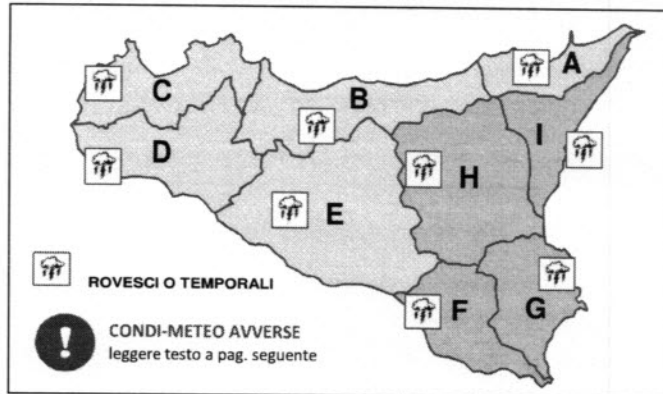 A
C
B
I
D
H
E
ROVESCI O TEMPORALI
F
G
CONDI-METEO AVVERSE
leggere testo a pag. seguente